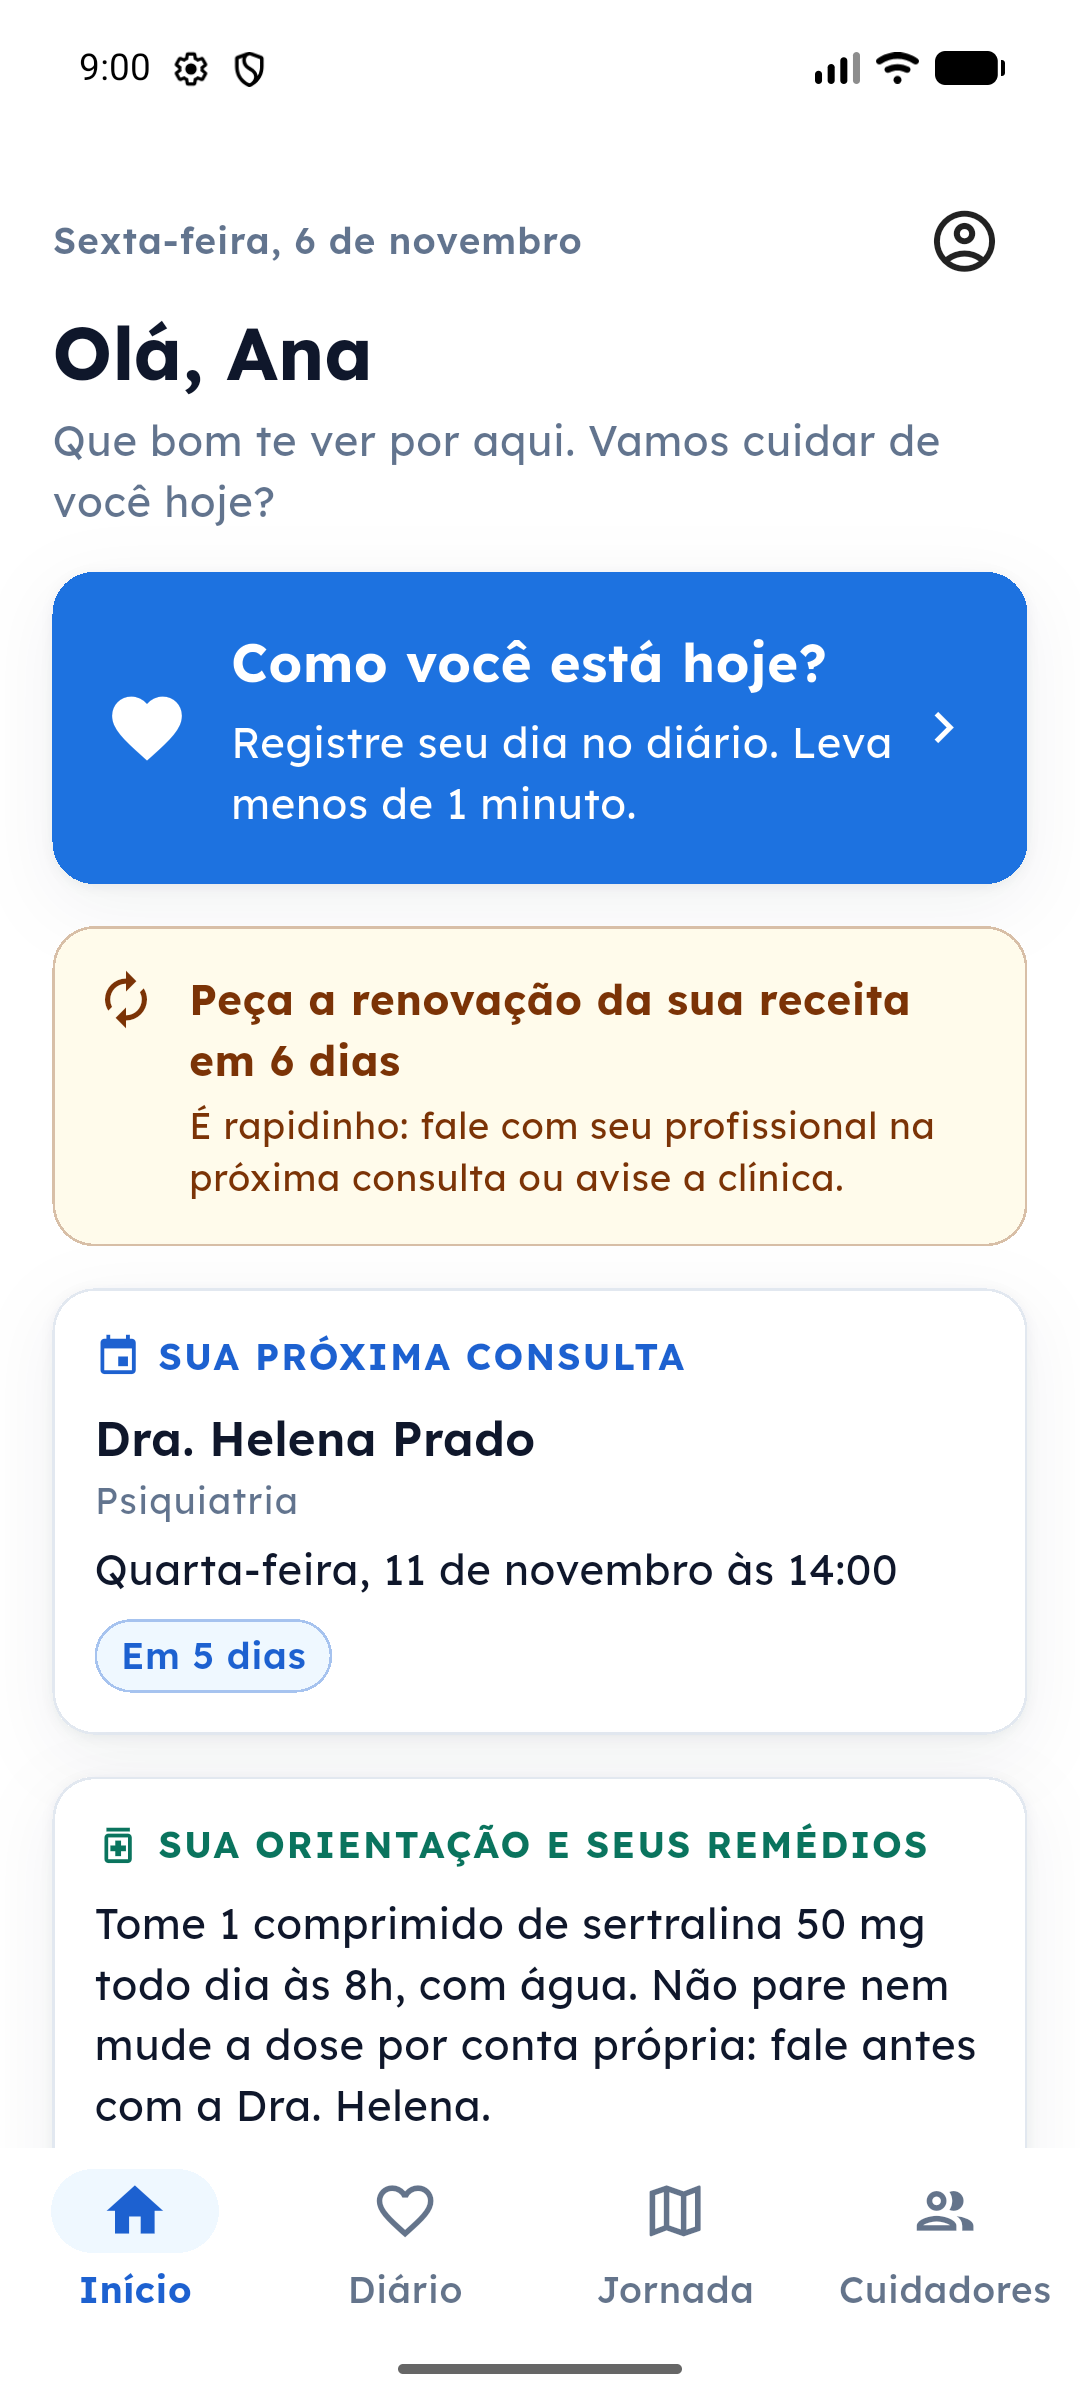 9:00
Sexta-feira, 6 de novembro
Olá, Ana
Que bom te ver por aqui. Vamos cuidar de
você hoje?
Como você está hoje?
Registre seu dia no diário. Leva
menos de 1 minuto.
Peça a renovação da sua receita
em 6 dias
É rapidinho: fale com seu profissional na
próxima consulta ou avise a clínica.
SUA PRÓXIMA CONSULTA
Dra. Helena Prado
Psiquiatria
Quarta-feira, 11 de novembro às 14:00
Em 5 dias
SUA ORIENTAÇÃO E SEUS REMÉDIOS
Tome 1 comprimido de sertralina 50 mg
todo dia às 8h, com água. Não pare nem
mude a dose por conta própria: fale antes
com a Dra. Helena.
Início
Diário
Jornada
Cuidadores